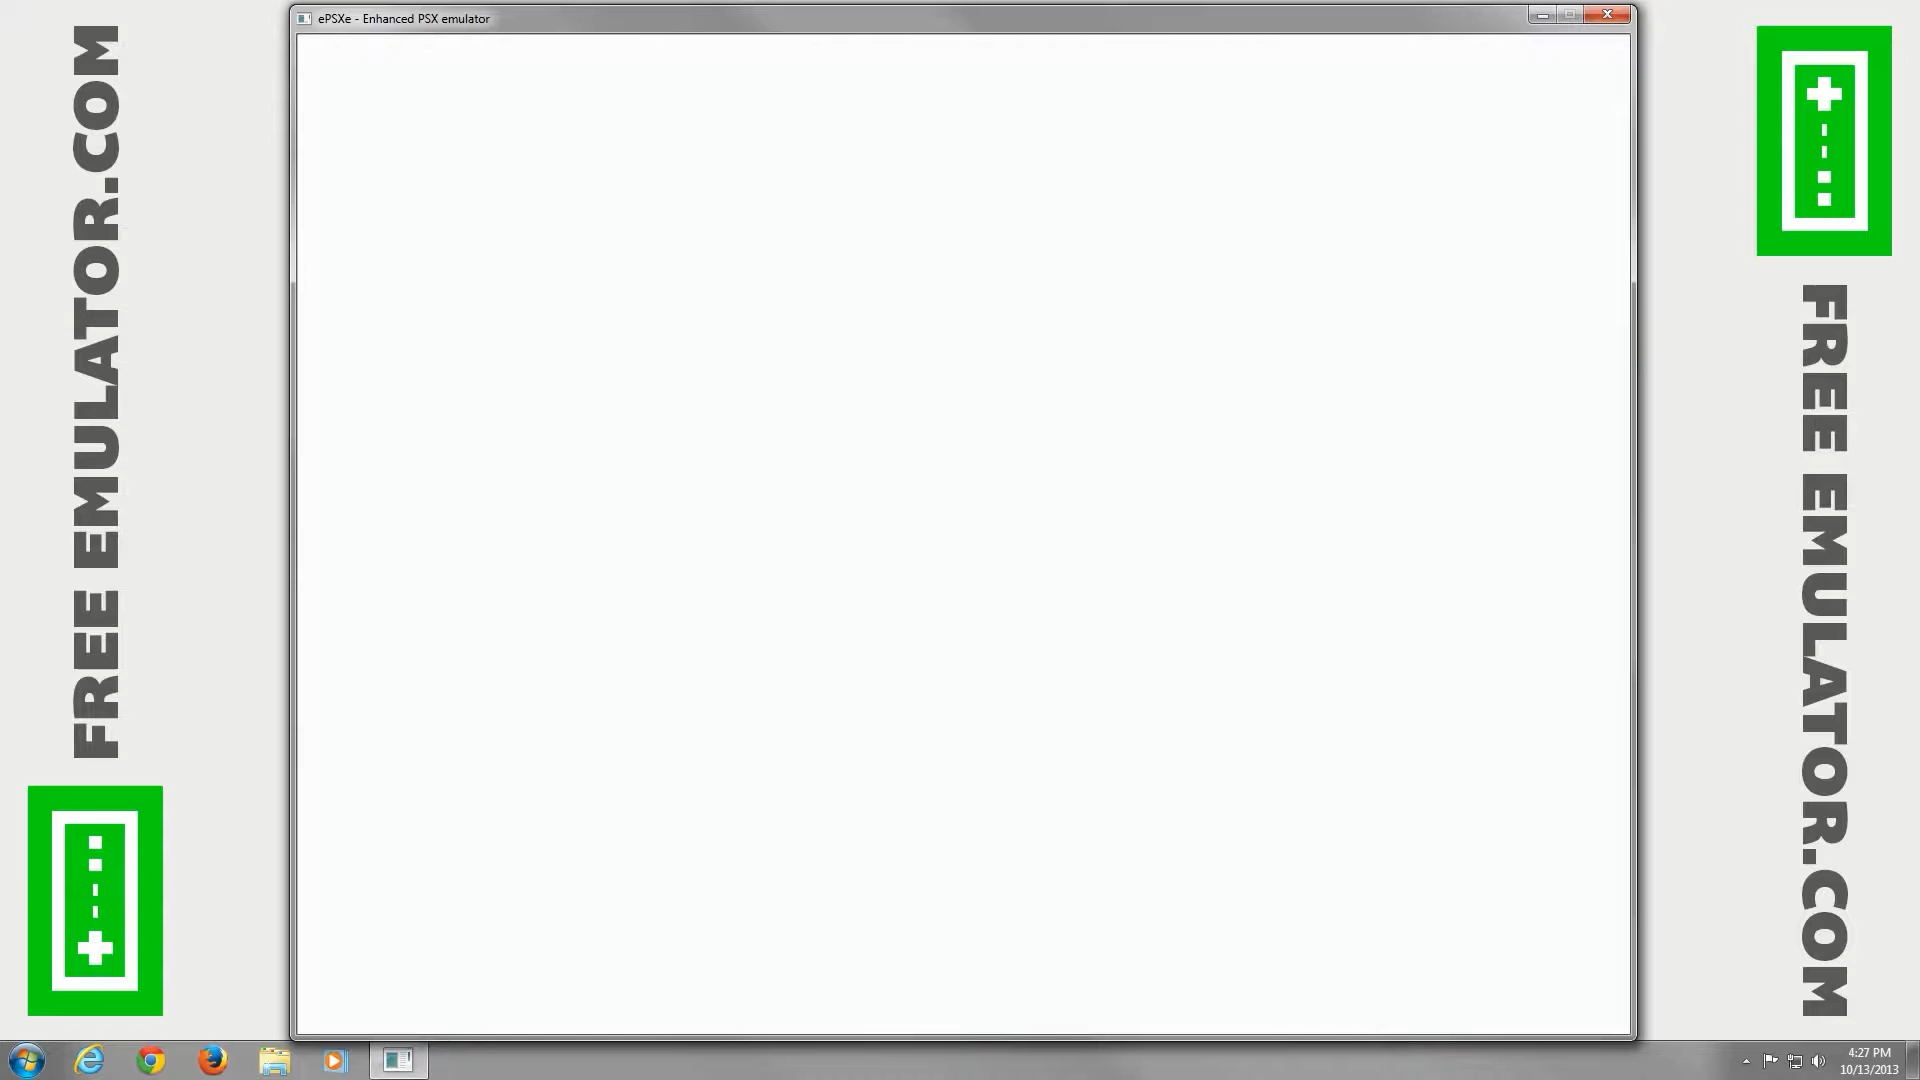 ePSXe - Enhanced PSX emulator
FREE EMULATOR.COM
FREE EMULATOR.COM
4:27 PM
10/13/2013